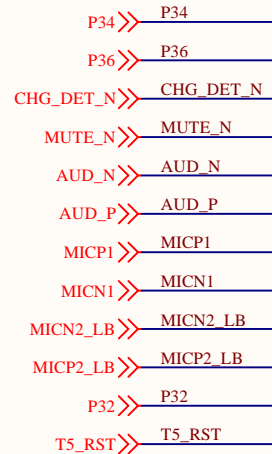 P34 P34
P36 P36
CHG_DET_N CHG_DET_N
MUTE_N MUTE_N
AUD_N AUD_N
AUD_P AUD_P
MICP1 MICP1
MICN1 MICN1
MICN2_LB MICN2_LB
MICP2_LB MICP2_LB
P32 P32
T5_RST T5_RST